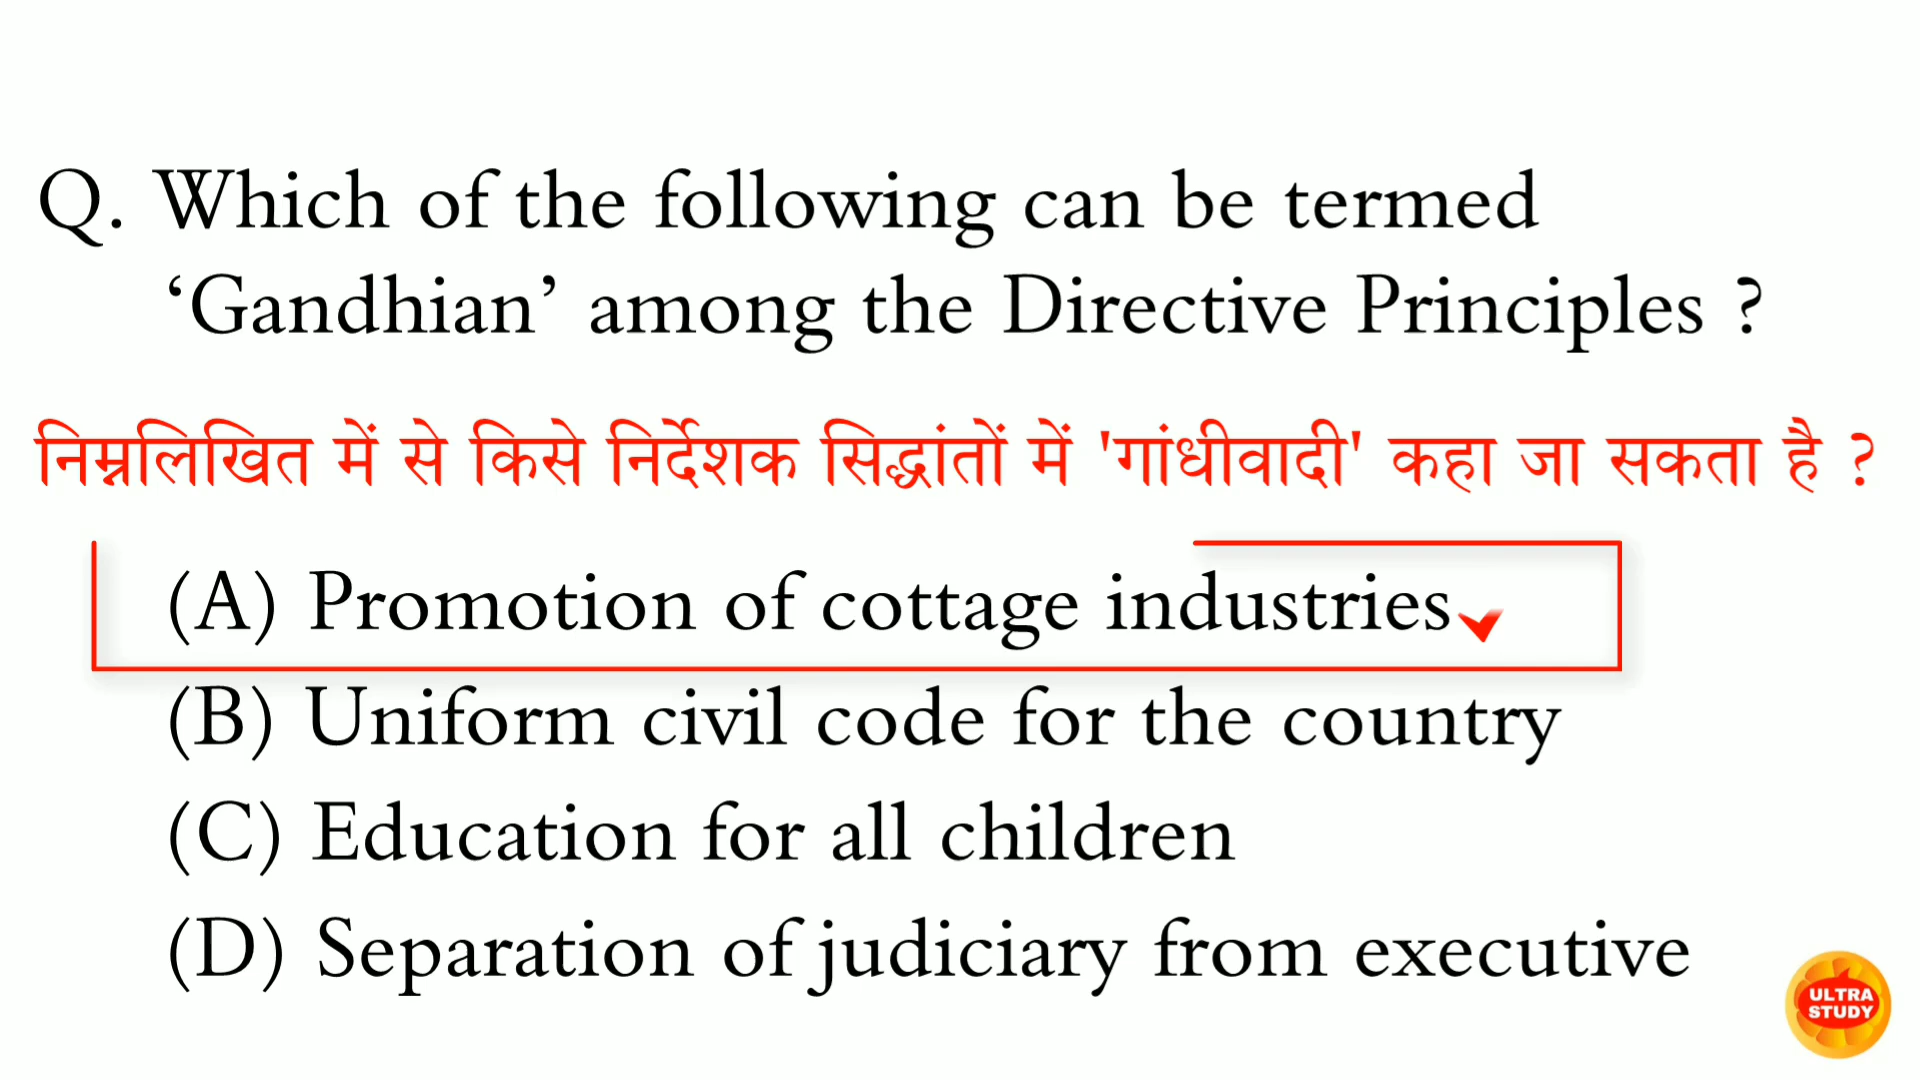 Q. Which of the following can be termed
‘Gandhian’ among the Directive Principles ?
निम्नलिखित में से किसे निर्देशक सिद्धांतों में 'गांधीवादी' कहा जा सकता है ?
(A) Promotion of cottage industries
(B) Uniform civil code for the country
(C) Education for all children
(D) Separation of judiciary from executive
ULTRA
STUDY